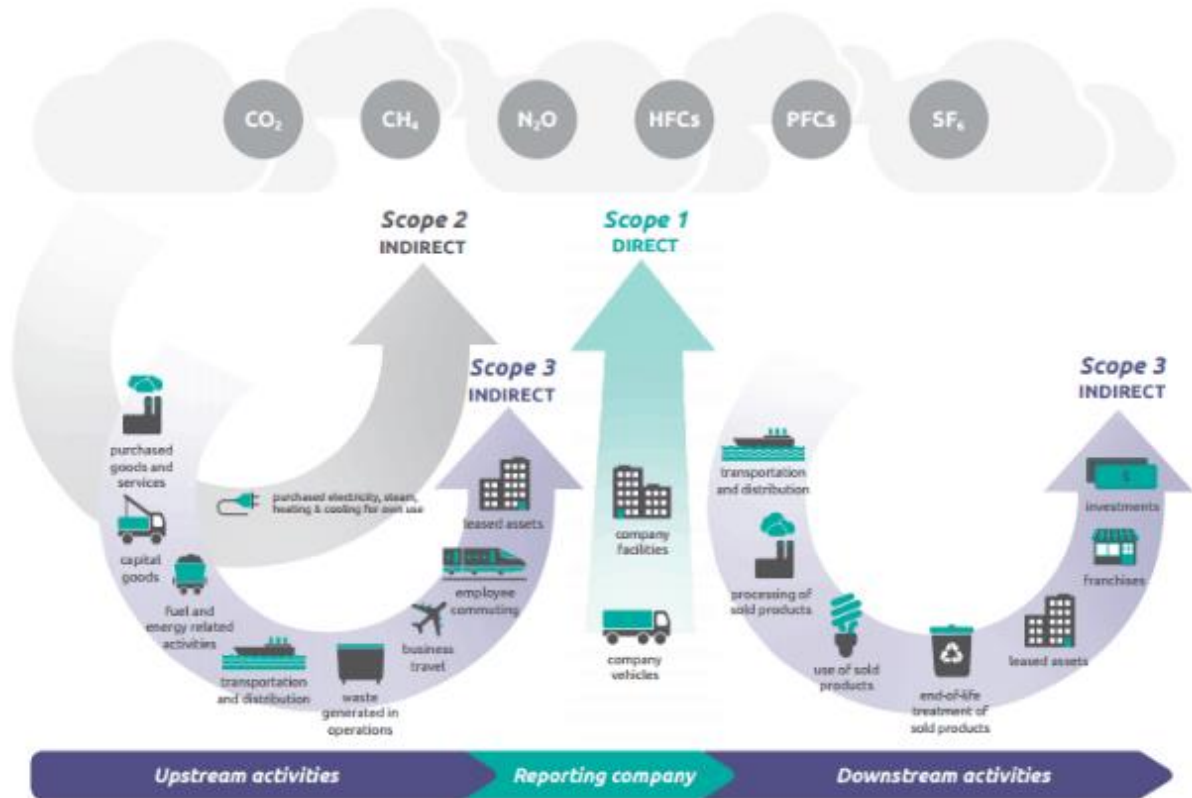 CO₂ CH₄ N₂O HFCs PFCs SF₆
Scope 2
INDIRECT
Scope 1
DIRECT
Scope 3
INDIRECT
Scope 3
INDIRECT
purchased
goods and
services
capital
goods
fuel and
energy related
activities
transportation
and distribution
waste
generated in
operations
business
travel
employee
commuting
leased assets
purchased electricity, steam,
heating & cooling for own use
company
facilities
company
vehicles
transportation
and distribution
processing of
sold products
use of sold
products
end-of-life
treatment of
sold products
leased assets
franchises
investments
Upstream activities
Reporting company
Downstream activities